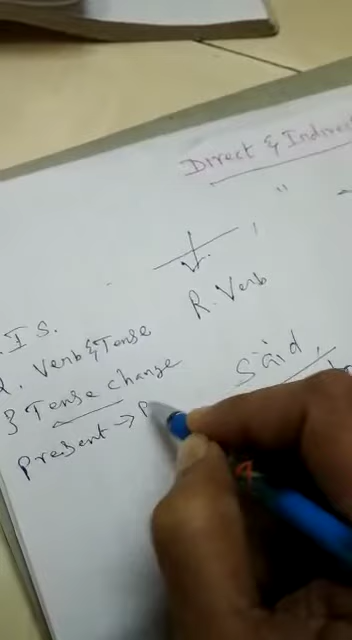 Direct & Indirect
"
R. Verb
I S.
2. Verb & Tense
said,
3 Tense change
Present → P